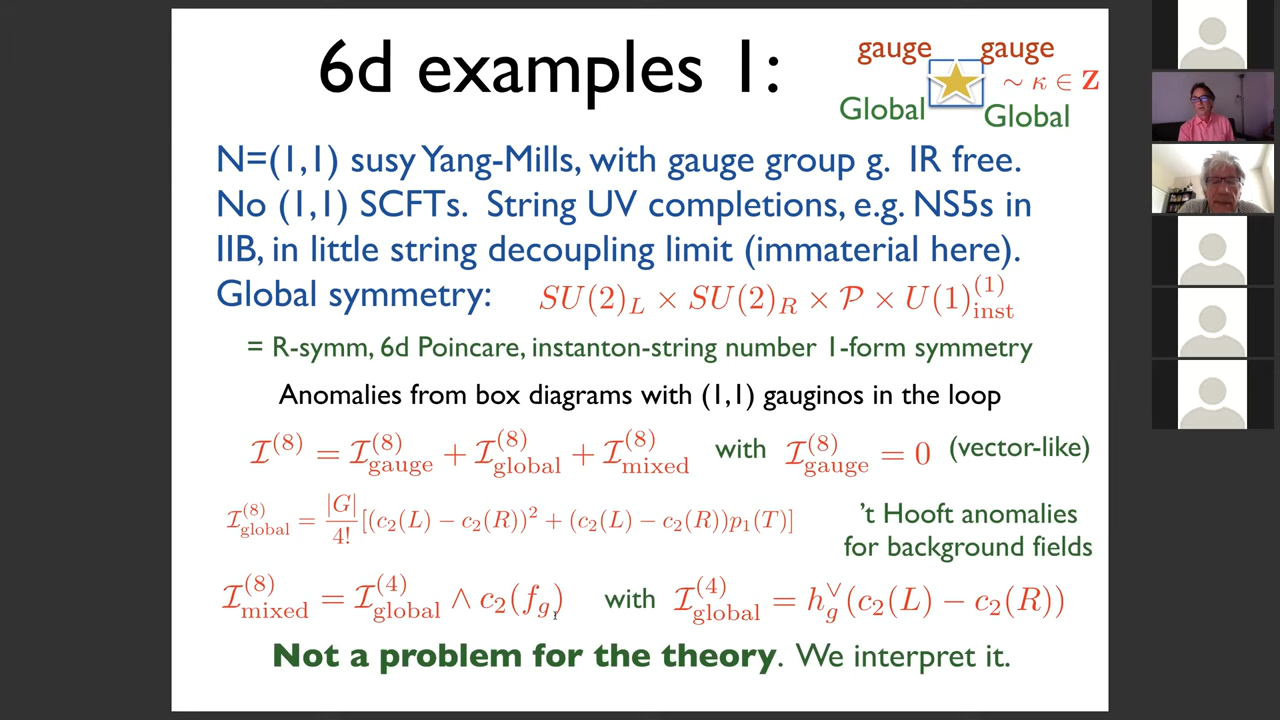 6d examples 1:
gauge gauge
∼ κ ∈ Z
Global Global
N=(1,1) susy Yang-Mills, with gauge group g. IR free.
No (1,1) SCFTs. String UV completions, e.g. NS5s in
IIB, in little string decoupling limit (immaterial here).
Global symmetry: SU(2)_L × SU(2)_R × 𝒫 × U(1)^{(1)}_{inst}
= R-symm, 6d Poincare, instanton-string number 1-form symmetry
Anomalies from box diagrams with (1,1) gauginos in the loop
ℐ^{(8)} = ℐ^{(8)}_{gauge} + ℐ^{(8)}_{global} + ℐ^{(8)}_{mixed} with ℐ^{(8)}_{gauge} = 0 (vector-like)
ℐ^{(8)}_{global} = \frac{|G|}{4!}[(c_2(L) − c_2(R))^2 + (c_2(L) − c_2(R))p_1(T)]
't Hooft anomalies
for background fields
ℐ^{(8)}_{mixed} = ℐ^{(4)}_{global} ∧ c_2(f_g) with ℐ^{(4)}_{global} = h^∨_g(c_2(L) − c_2(R))
Not a problem for the theory. We interpret it.